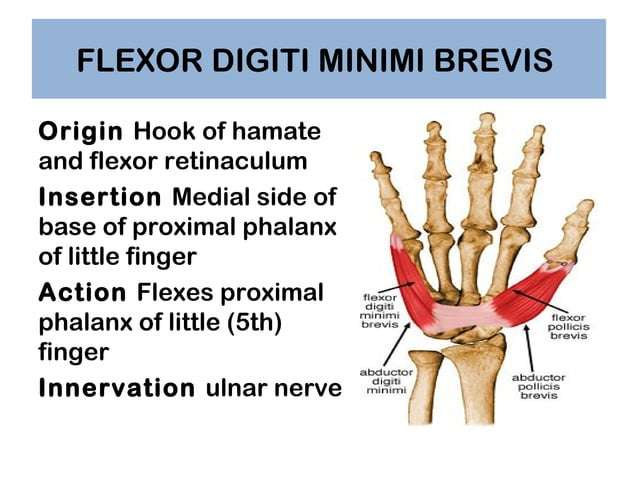 FLEXOR DIGITI MINIMI BREVIS
Origin Hook of hamate
and flexor retinaculum
Insertion Medial side of
base of proximal phalanx
of little finger
Action Flexes proximal
phalanx of little (5th)
finger
Innervation ulnar nerve
flexor
digiti
minimi
brevis
abductor
digiti
minimi
flexor
pollicis
brevis
abductor
pollicis
brevis